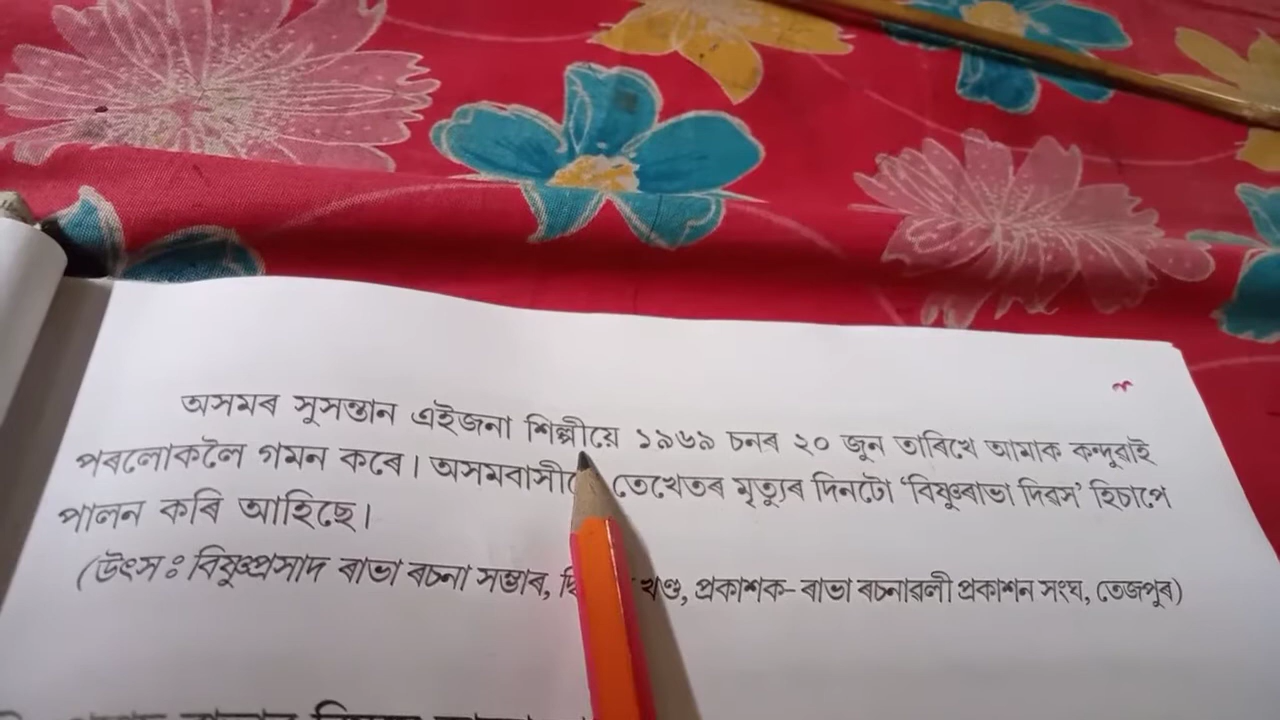 অসমৰ সুসন্তান এইজনা শিল্পীয়ে ১৯৬৯ চনৰ ২০ জুন তাৰিখে আমাক কন্দুৱাই
পৰলোকলৈ গমন কৰে। তেখেতৰ মৃত্যুৰ দিনটো ‘বিষ্ণুৰাভা দিৱস’ হিচাপে
পালন কৰি আহিছে।
(উৎস ঃ বিষ্ণুপ্ৰসাদ ৰাভা ৰচনা সম্ভাৰ, খণ্ড, প্ৰকাশক- ৰাভা ৰচনাৱলী প্ৰকাশন সংঘ, তেজপুৰ)